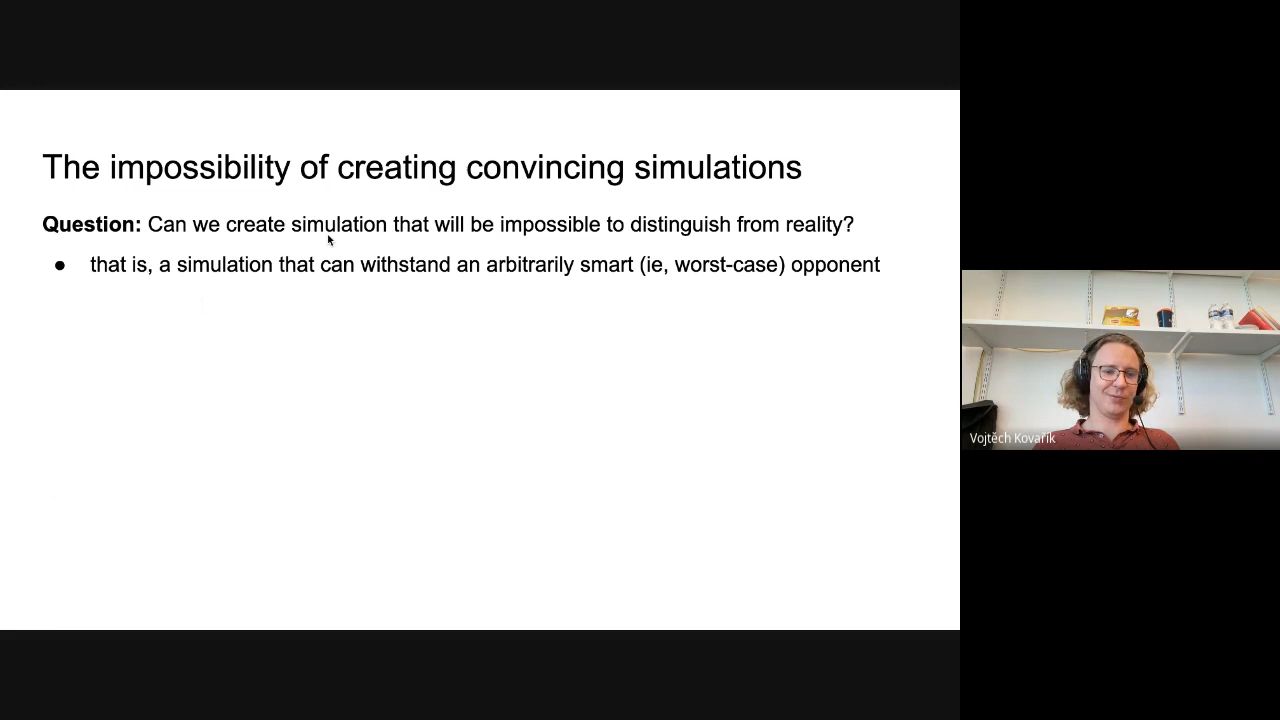 The impossibility of creating convincing simulations
Question: Can we create simulation that will be impossible to distinguish from reality?
● that is, a simulation that can withstand an arbitrarily smart (ie, worst-case) opponent
Vojtěch Kovařík